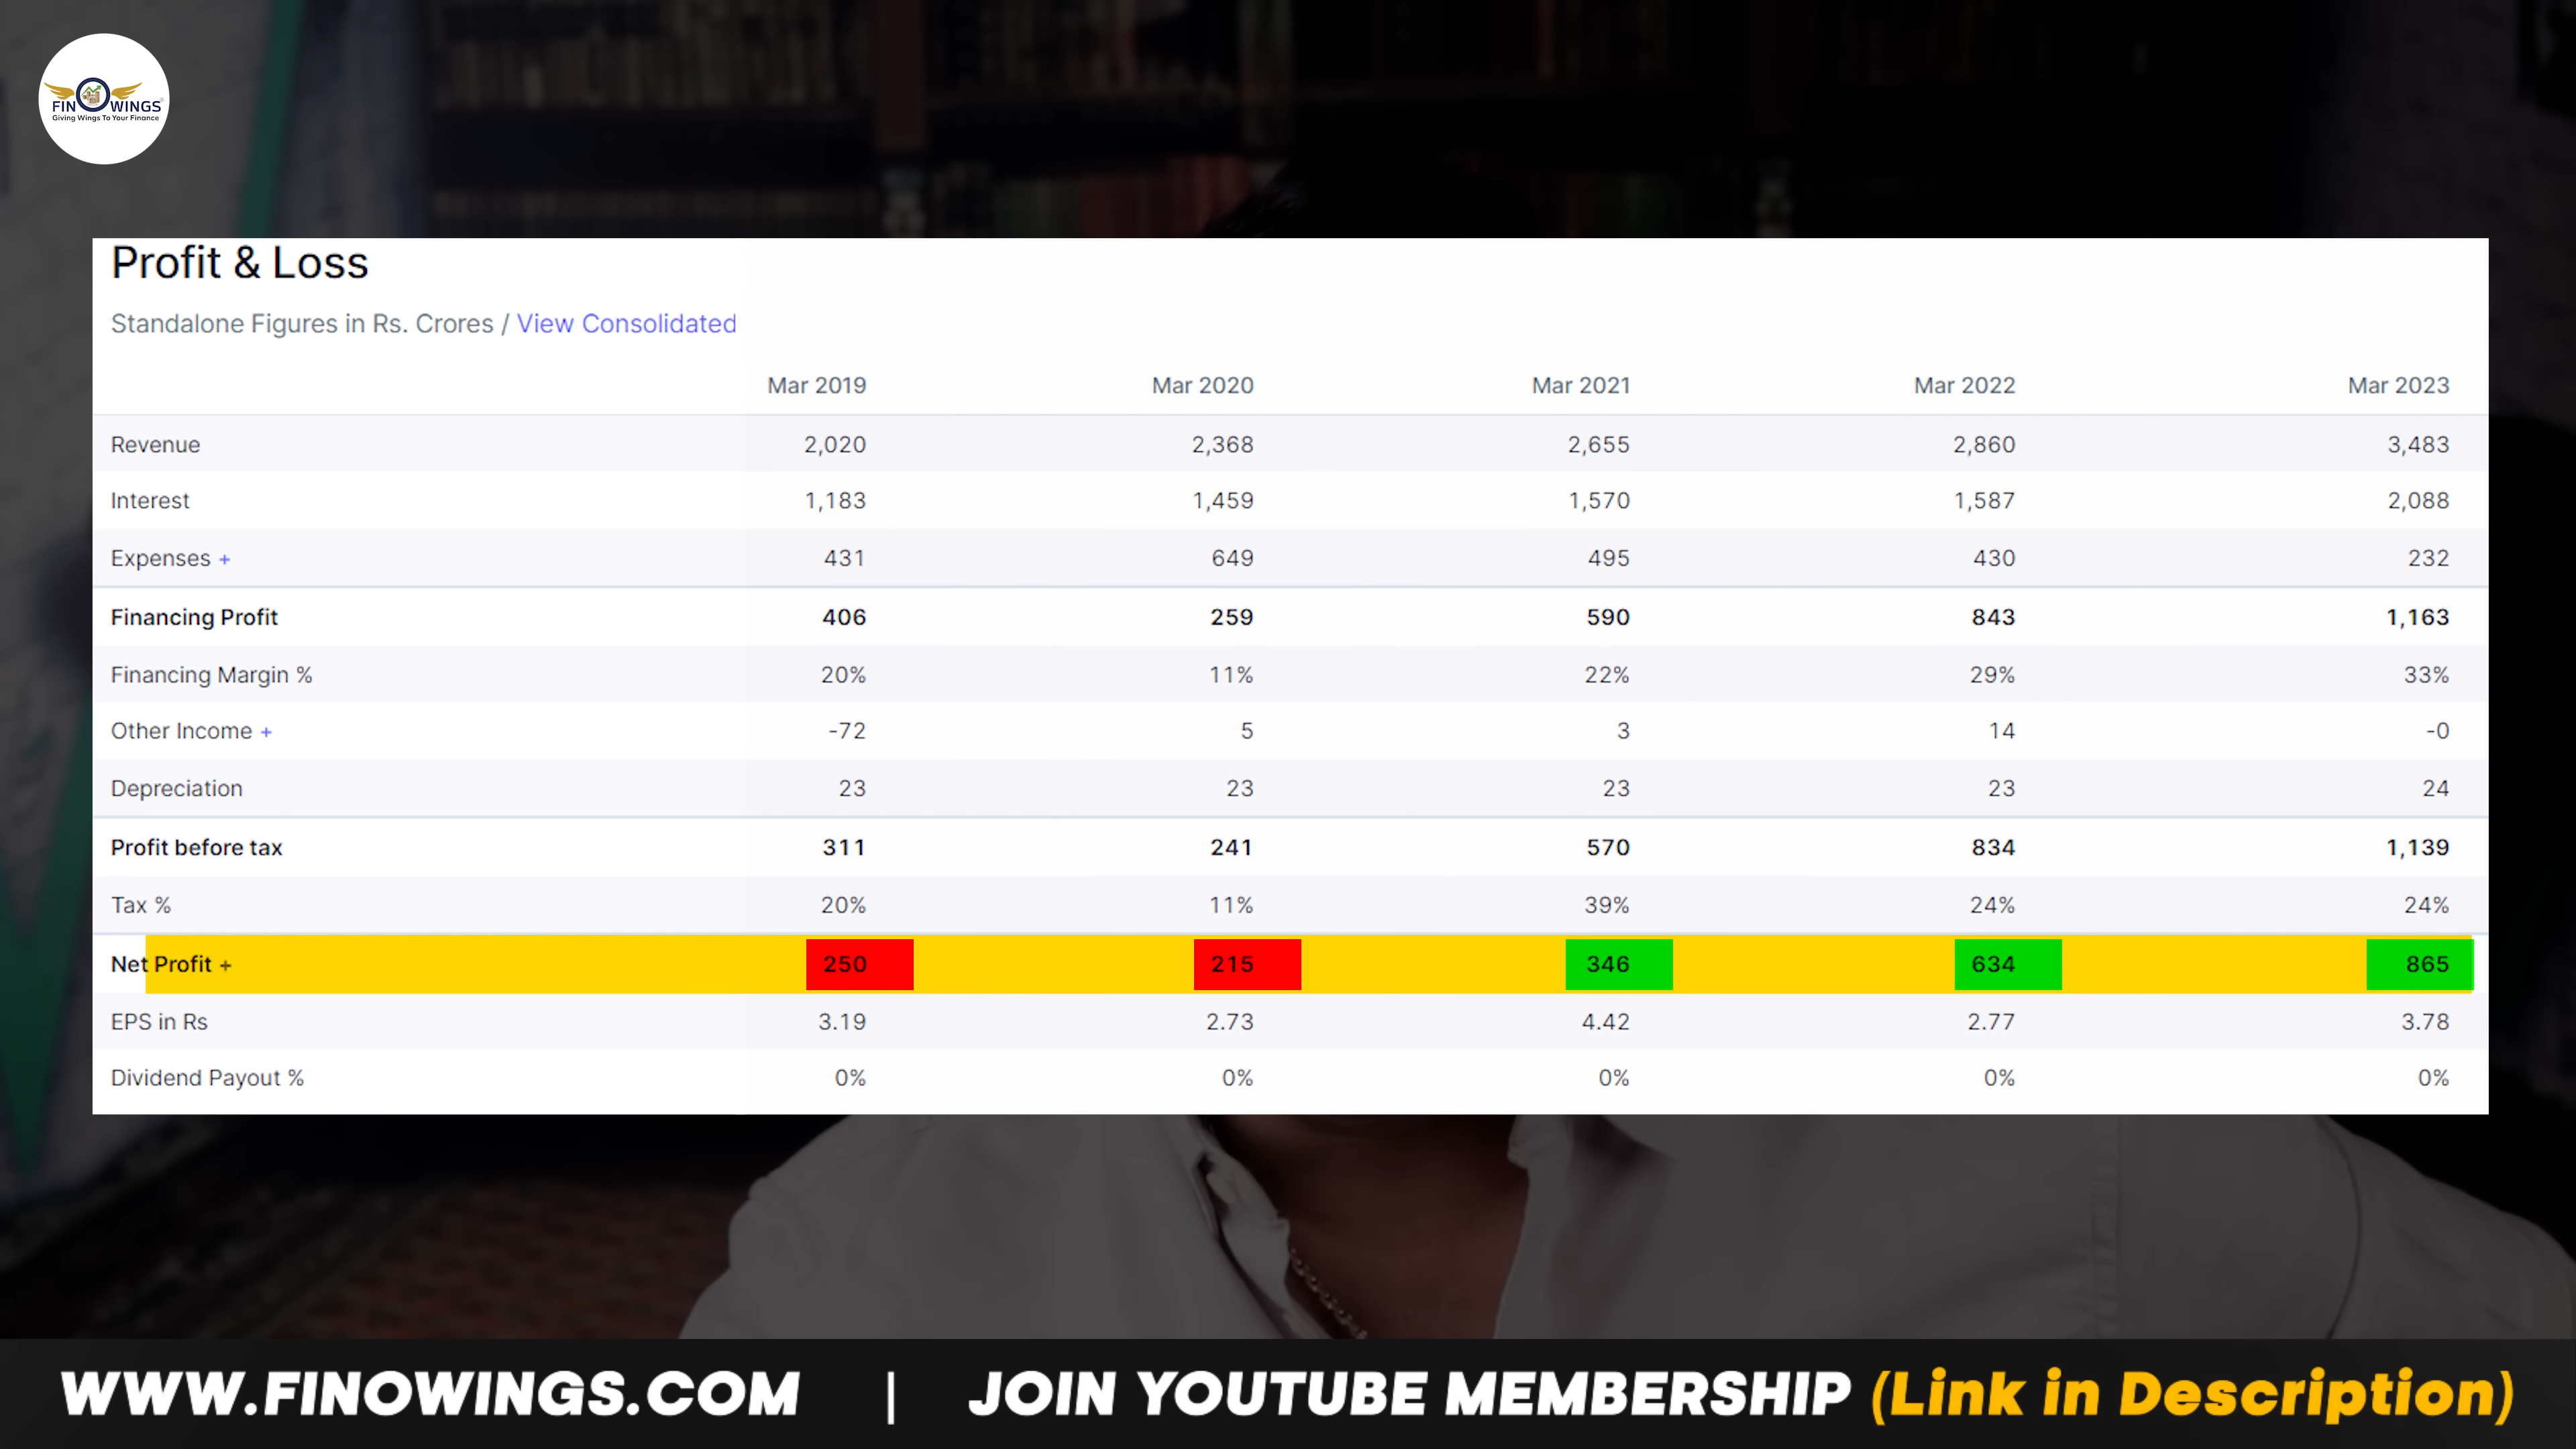 FINOWINGS
Giving Wings To Your Finance
Profit & Loss
Standalone Figures in Rs. Crores / View Consolidated
Mar 2019 Mar 2020 Mar 2021 Mar 2022 Mar 2023
Revenue 2,020 2,368 2,655 2,860 3,483
Interest 1,183 1,459 1,570 1,587 2,088
Expenses + 431 649 495 430 232
Financing Profit 406 259 590 843 1,163
Financing Margin % 20% 11% 22% 29% 33%
Other Income + -72 5 3 14 -0
Depreciation 23 23 23 23 24
Profit before tax 311 241 570 834 1,139
Tax % 20% 11% 39% 24% 24%
Net Profit + 250 215 346 634 865
EPS in Rs 3.19 2.73 4.42 2.77 3.78
Dividend Payout % 0% 0% 0% 0% 0%
WWW.FINOWINGS.COM | JOIN YOUTUBE MEMBERSHIP (Link in Description)